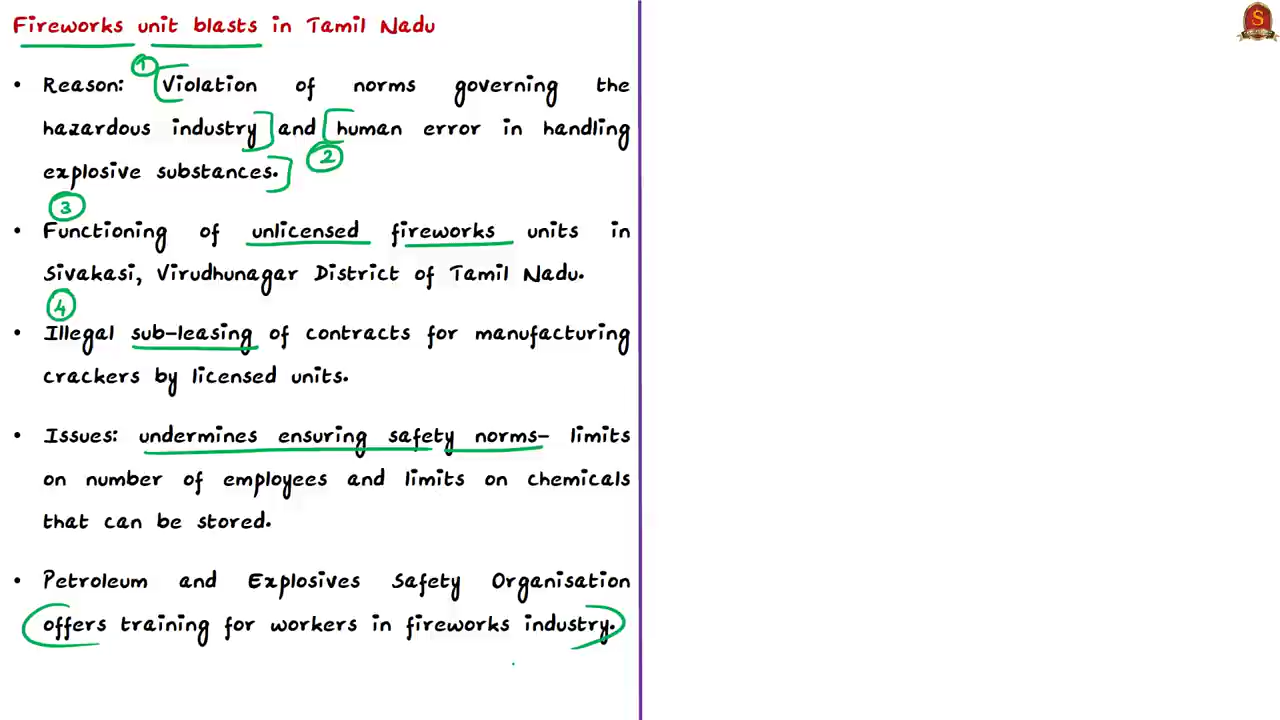 Fireworks unit blasts in Tamil Nadu
1
• Reason: Violation of norms governing the
hazardous industry and human error in handling
2
explosive substances.
3
• Functioning of unlicensed fireworks units in
Sivakasi, Virudhunagar District of Tamil Nadu.
4
• Illegal sub-leasing of contracts for manufacturing
crackers by licensed units.
• Issues: undermines ensuring safety norms- limits
on number of employees and limits on chemicals
that can be stored.
• Petroleum and Explosives Safety Organisation
offers training for workers in fireworks industry.
S